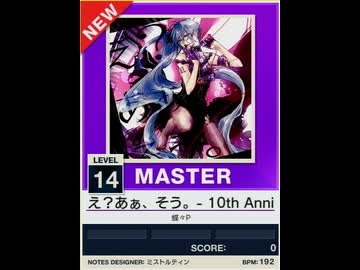 NEW
LEVEL
14
MASTER
え?あぁ、そう。- 10th Anni
蝶々P
SCORE: 0
NOTES DESIGNER: ミストルティン BPM:192